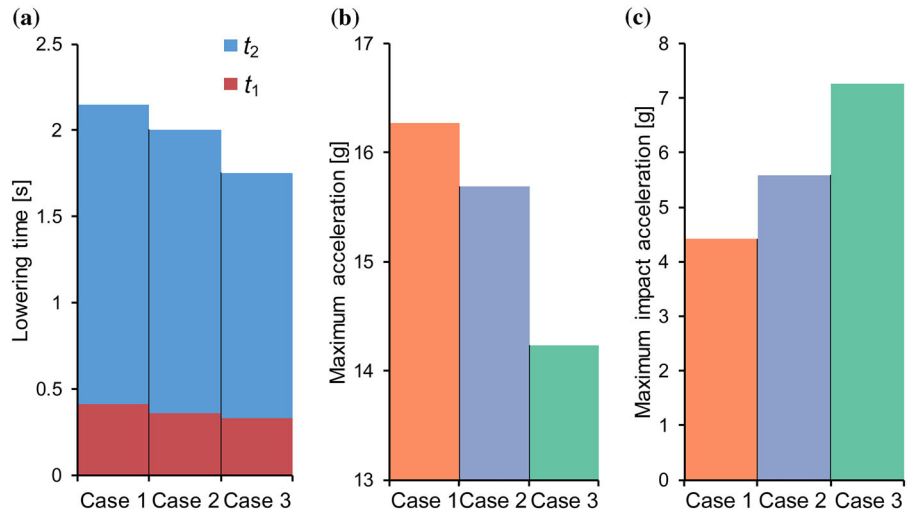 (a)
t2
t1
Lowering time [s]
2.5
2
1.5
1
0.5
0
Case 1 Case 2 Case 3
(b)
Maximum acceleration [g]
17
16
15
14
13
Case 1 Case 2 Case 3
(c)
Maximum impact acceleration [g]
8
7
6
5
4
3
2
1
0
Case 1 Case 2 Case 3